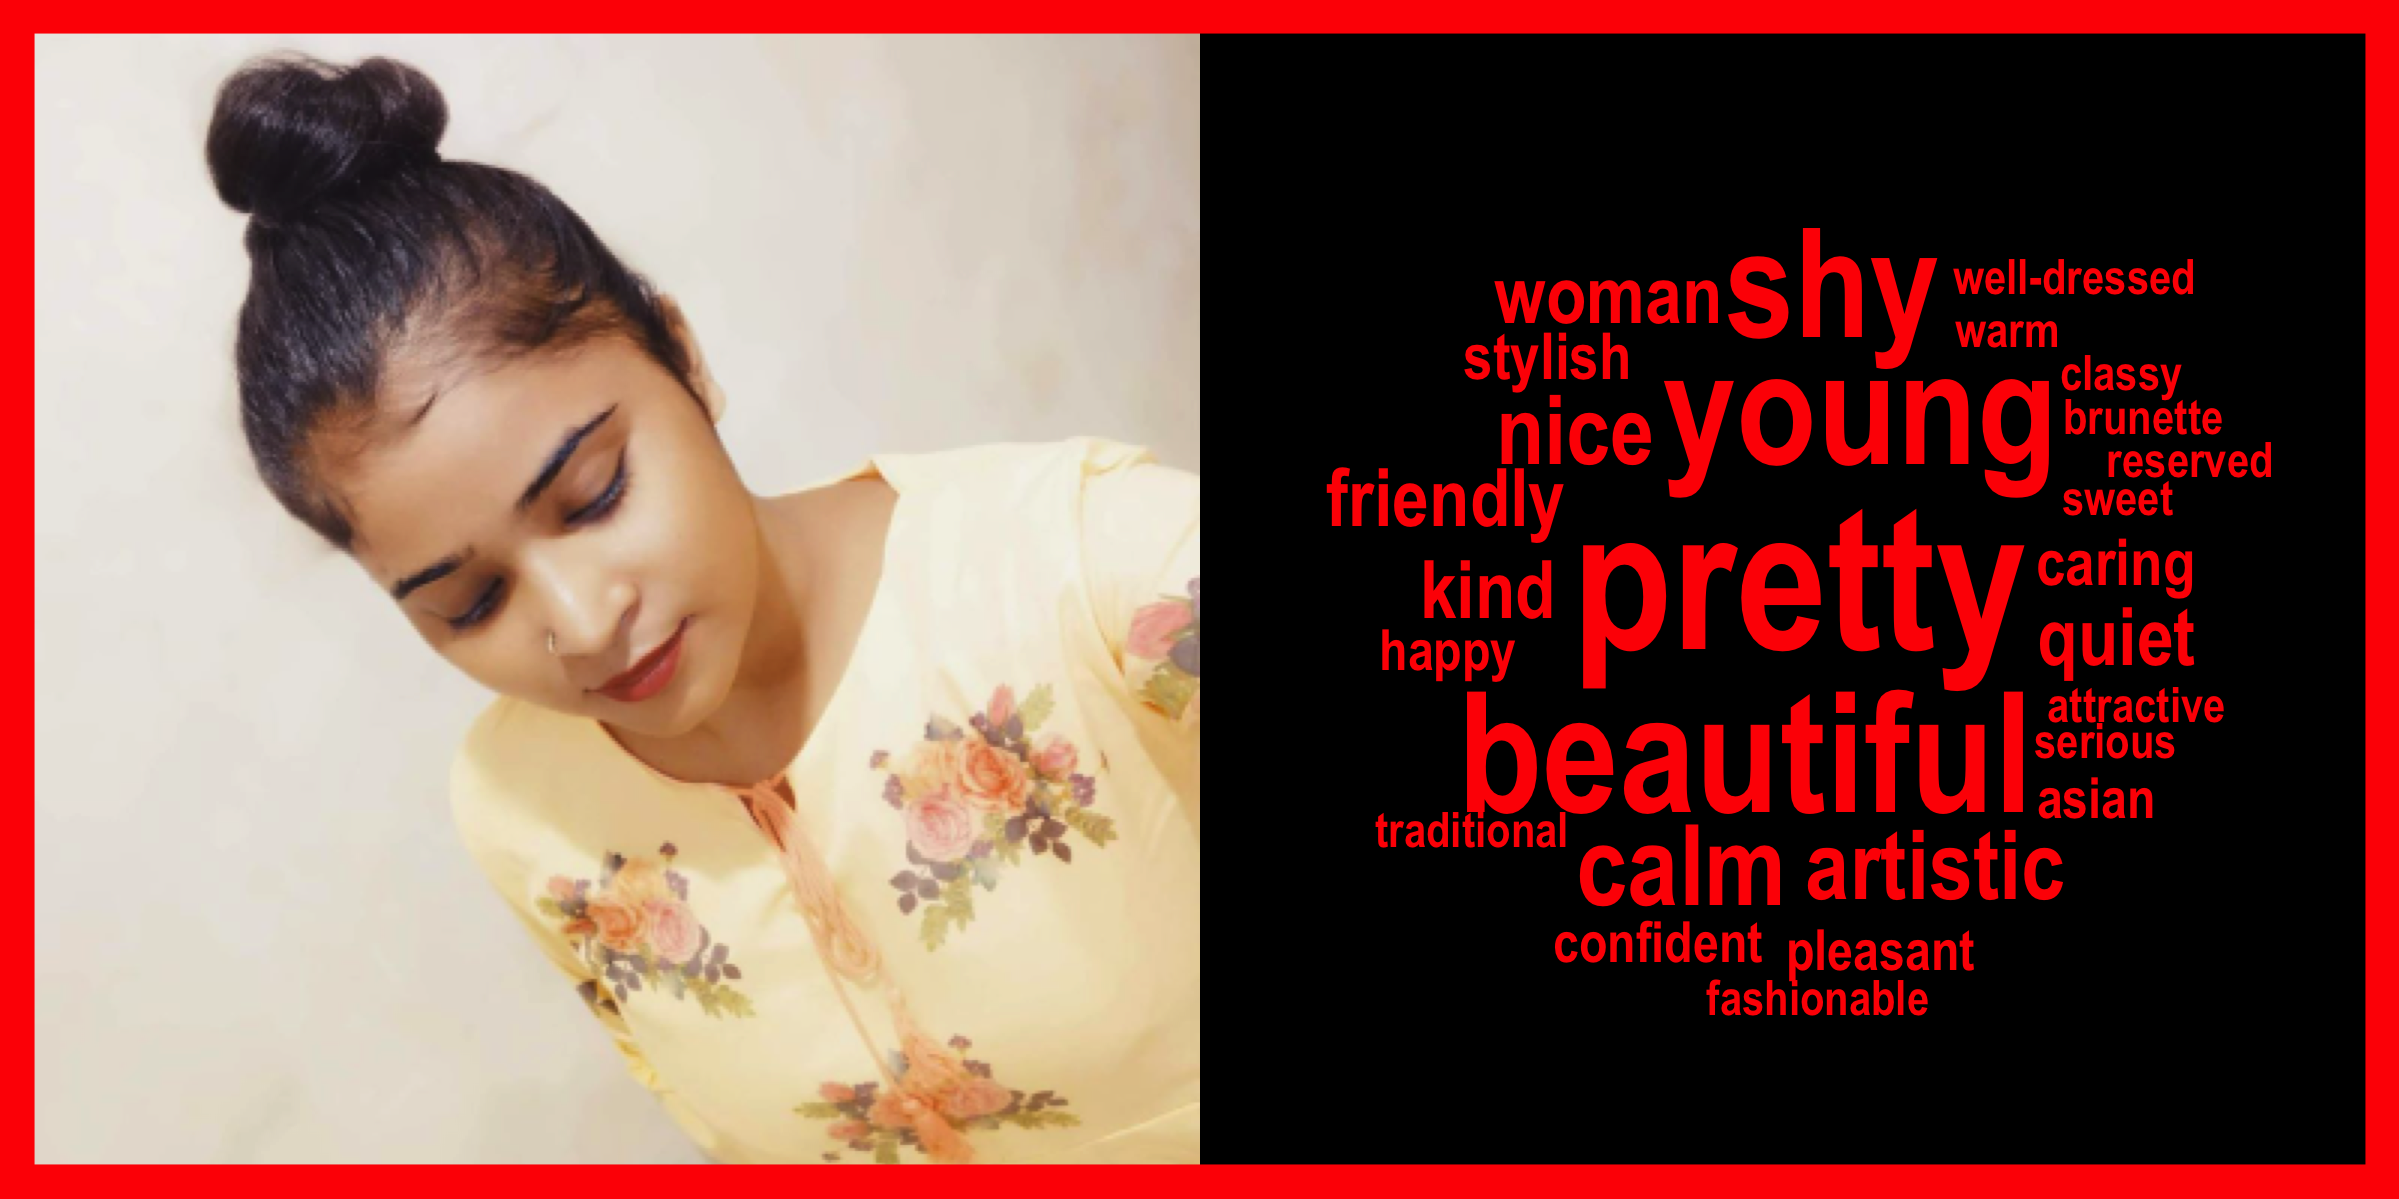 woman shy well-dressed
warm
stylish
classy
nice young brunette
reserved
friendly
sweet
kind pretty caring
happy
quiet
beautiful attractive
serious
asian
traditional
calm artistic
confident pleasant
fashionable